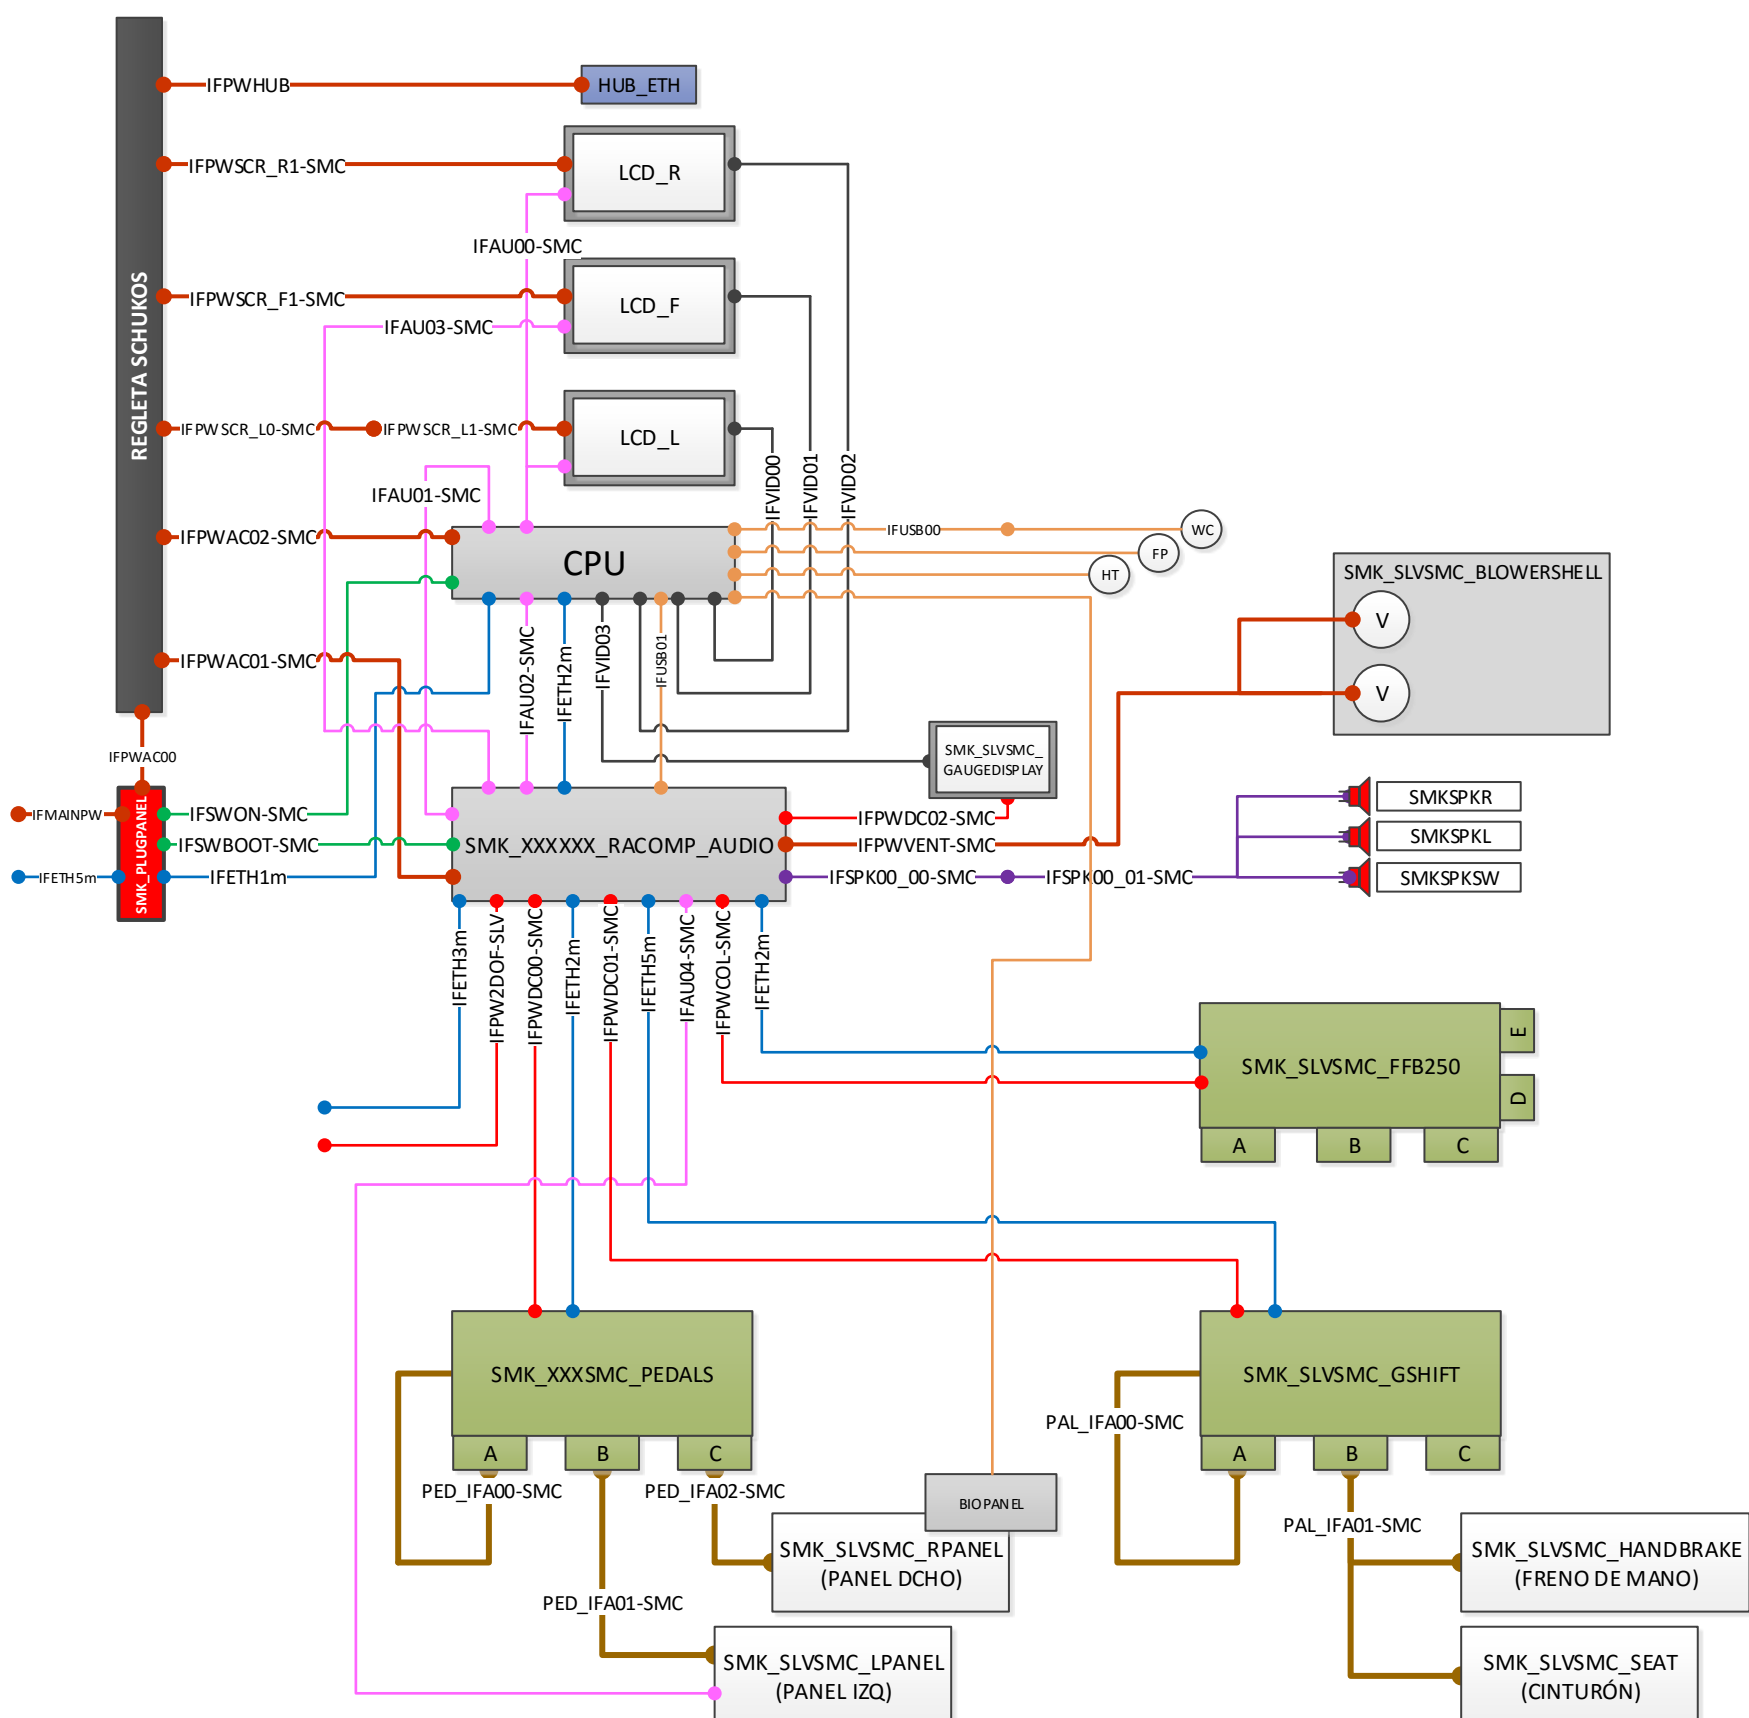 REGLETA SCHUKOS
IFPWHUB
HUB_ETH
IFPWSCR_R1-SMC
LCD_R
IFAU00-SMC
IFPWSCR_F1-SMC
LCD_F
IFAU03-SMC
IFPWSCR_L0-SMC
IFPWSCR_L1-SMC
LCD_L
IFVID00
IFVID01
IFVID02
IFAU01-SMC
IFPWAC02-SMC
CPU
IFUSB00
WC
FP
HT
SMK_SLVSMC_BLOWERSHELL
V
V
IFPWAC01-SMC
IFAU02-SMC
IFETH2m
IFVID03
IFUSB01
IFPWAC00
SMK_SLVSMC_
GAUGEDISPLAY
IFMAINPW
SMK_PLUGPANEL
IFSWON-SMC
IFSWBOOT-SMC
IFETH5m
IFETH1m
SMK_XXXXXX_RACOMP_AUDIO
IFPWDC02-SMC
IFPWVENT-SMC
IFSPK00_00-SMC
IFSPK00_01-SMC
SMKSPKR
SMKSPKL
SMKSPKSW
IFETH3m
IFPW2DOF-SLV
IFPWDC00-SMC
IFETH2m
IFPWDC01-SMC
IFETH5m
IFAU04-SMC
IFPWCOL-SMC
IFETH2m
SMK_SLVSMC_FFB250
E
D
A
B
C
SMK_XXXSMC_PEDALS
A
B
C
SMK_SLVSMC_GSHIFT
A
B
C
PAL_IFA00-SMC
PED_IFA00-SMC
PED_IFA02-SMC
BIOPANEL
PAL_IFA01-SMC
SMK_SLVSMC_RPANEL
(PANEL DCHO)
SMK_SLVSMC_HANDBRAKE
(FRENO DE MANO)
PED_IFA01-SMC
SMK_SLVSMC_LPANEL
(PANEL IZQ)
SMK_SLVSMC_SEAT
(CINTURÓN)